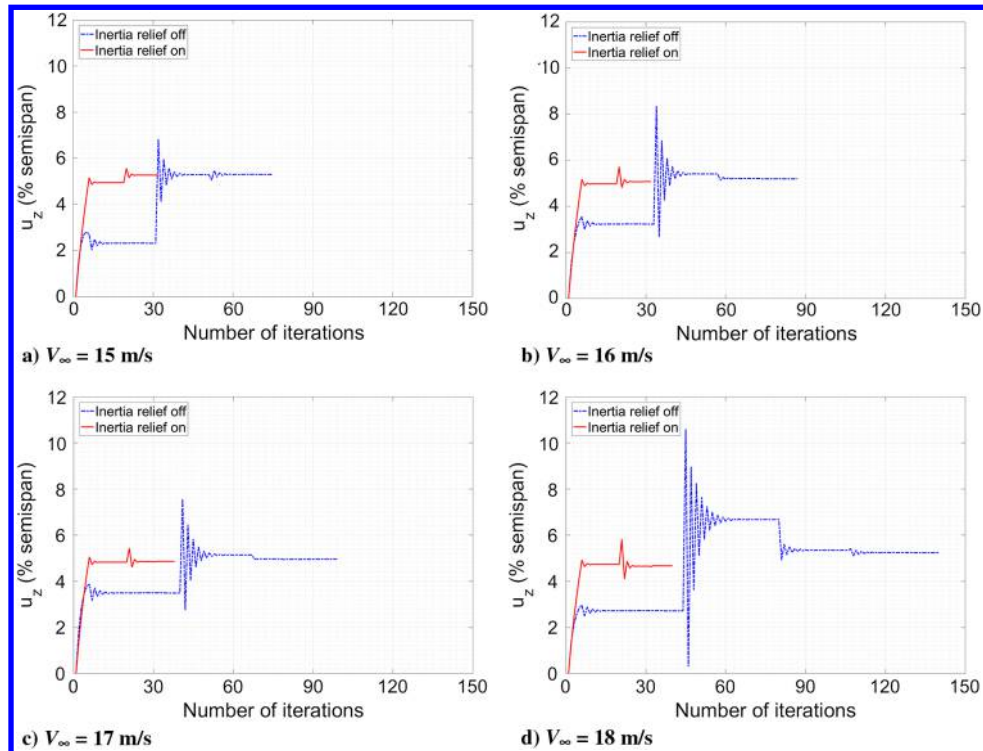 12
10
8
6
4
2
0
u_z (% semispan)
Inertia relief off
Inertia relief on
0 30 60 90 120 150
Number of iterations
a) V∞ = 15 m/s
12
10
8
6
4
2
0
u_z (% semispan)
Inertia relief off
Inertia relief on
0 30 60 90 120 150
Number of iterations
b) V∞ = 16 m/s
12
10
8
6
4
2
0
u_z (% semispan)
Inertia relief off
Inertia relief on
0 30 60 90 120 150
Number of iterations
c) V∞ = 17 m/s
12
10
8
6
4
2
0
u_z (% semispan)
Inertia relief off
Inertia relief on
0 30 60 90 120 150
Number of iterations
d) V∞ = 18 m/s